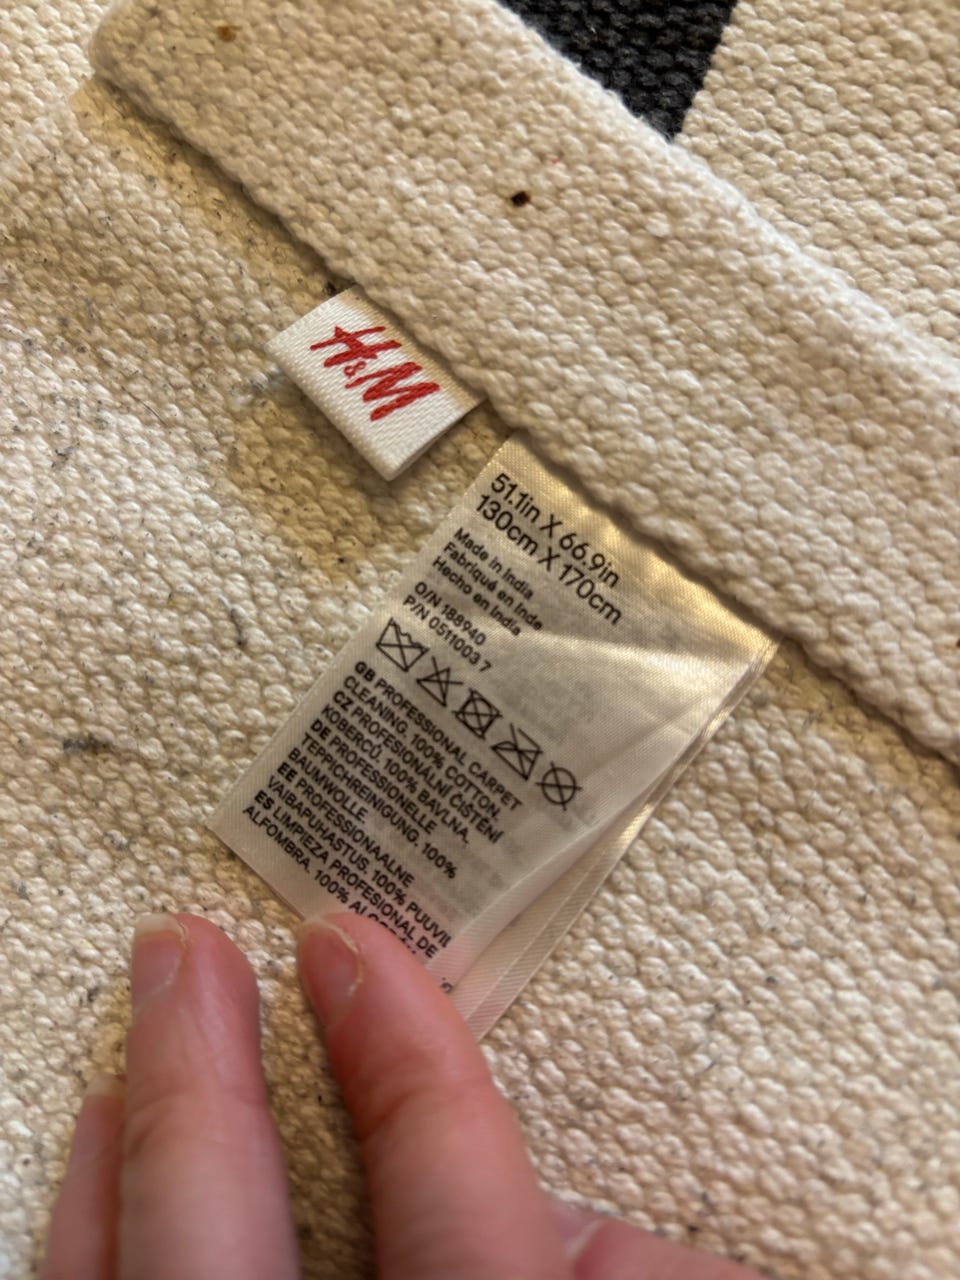 H&M
51.1in X 66.9in
130cm X 170cm
Made in India
Fabriqué en Inde
Hecho en India
O/N 188940
P/N 0511003 7
GB PROFESSIONAL CARPET
CLEANING. 100% COTTON.
CZ PROFESIONÁLNÍ ČIŠTĚNÍ
KOBERCŮ. 100% BAVLNA.
DE PROFESSIONELLE
TEPPICHREINIGUNG. 100%
BAUMWOLLE
EE PROFESSIONAALNE
VAIBAPUHASTUS. 100% PUUVIL
ES LIMPIEZA PROFESIONAL DE
ALFOMBRA. 100%